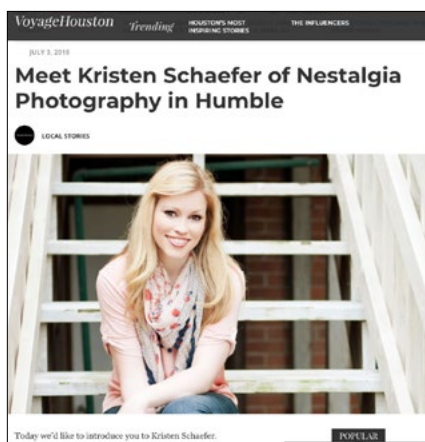 VoyageHouston
Trending
HOUSTON'S MOST
INSPIRING STORIES
THE INFLUENCERS
JULY 3, 2018
Meet Kristen Schaefer of Nestalgia
Photography in Humble
LOCAL STORIES
Today we'd like to introduce you to Kristen Schaefer.
POPULAR